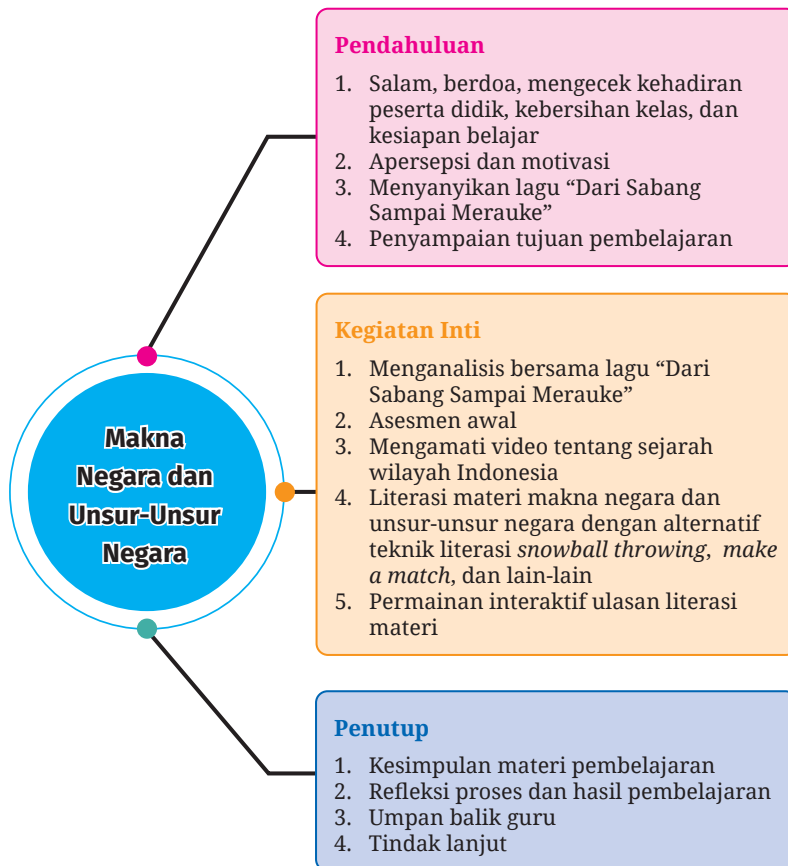 Pendahuluan
1. Salam, berdoa, mengecek kehadiran
peserta didik, kebersihan kelas, dan
kesiapan belajar
2. Apersepsi dan motivasi
3. Menyanyikan lagu “Dari Sabang
Sampai Merauke”
4. Penyampaian tujuan pembelajaran
Makna
Negara dan
Unsur-Unsur
Negara
Kegiatan Inti
1. Menganalisis bersama lagu “Dari
Sabang Sampai Merauke”
2. Asesmen awal
3. Mengamati video tentang sejarah
wilayah Indonesia
4. Literasi materi makna negara dan
unsur-unsur negara dengan alternatif
teknik literasi snowball throwing, make
a match, dan lain-lain
5. Permainan interaktif ulasan literasi
materi
Penutup
1. Kesimpulan materi pembelajaran
2. Refleksi proses dan hasil pembelajaran
3. Umpan balik guru
4. Tindak lanjut